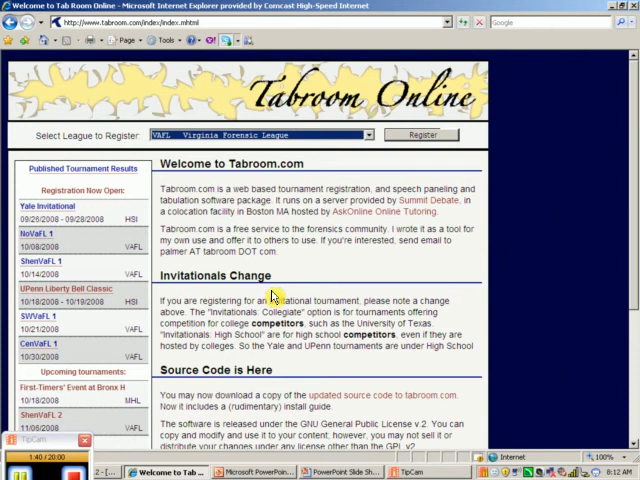 Welcome to Tab Room Online - Microsoft Internet Explorer provided by Comcast High-Speed Internet
http://www.tabroom.com/index/index.mhtml
Google
Page
Tools
Tabroom Online
Select League to Register:
VAFL Virginia Forensic League
Register
Published Tournament Results
Registration Now Open:
Yale Invitational
09/26/2008 - 09/28/2008 HSI
NoVaFL 1
10/08/2008 VAFL
ShenVaFL 1
10/14/2008 VAFL
UPenn Liberty Bell Classic
10/18/2008 - 10/19/2008 HSI
SWVaFL 1
10/21/2008 VAFL
CenVaFL 1
10/30/2008 VAFL
Upcoming tournaments:
First-Timers' Event at Bronx H
10/18/2008 MHL
ShenVaFL 2
11/06/2008 VAFL
Welcome to Tabroom.com
Tabroom.com is a web based tournament registration, and speech paneling and
tabulation software package. It runs on a server provided by Summit Debate, in
a colocation facility in Boston MA hosted by AskOnline Online Tutoring.
Tabroom.com is a free service to the forensics community. I wrote it as a tool for
my own use and offer it to others to use. If you're interested, send email to
palmer AT tabroom DOT com.
Invitationals Change
If you are registering for an invitational tournament, please note a change
above. The "Invitationals: Collegiate" option is for tournaments offering
competition for college competitors, such as the University of Texas.
"Invitationals: High School" are for high school competitors, even if they are
hosted by colleges. So the Yale and UPenn tournaments are under High School
Source Code is Here
You may now download a copy of the updated source code to tabroom.com.
Now it includes a (rudimentary) install guide.
The software is released under the GNU General Public License v.2. You can
copy and modify and use it to your content; however, you may not sell it or
distribute your changes under any license other than the GPL v2.
TipCam
1:40 / 20:00
Internet
100%
2 - [...
Welcome to Tab ...
Microsoft PowerPoin...
PowerPoint Slide Sh...
TipCam
8:12 AM